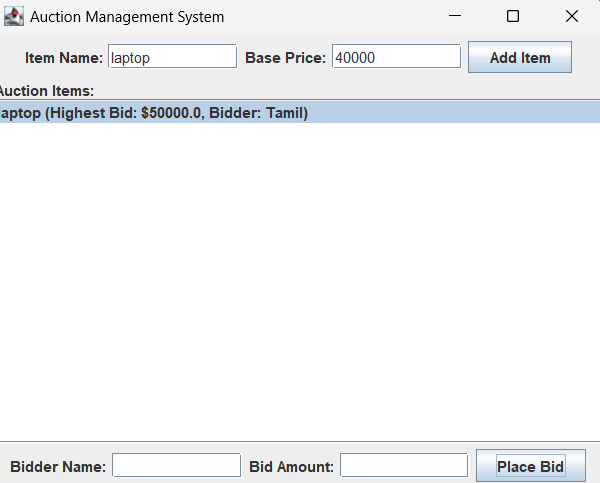 Auction Management System
Item Name: laptop Base Price: 40000 Add Item
Auction Items:
laptop (Highest Bid: $50000.0, Bidder: Tamil)
Bidder Name: Bid Amount: Place Bid